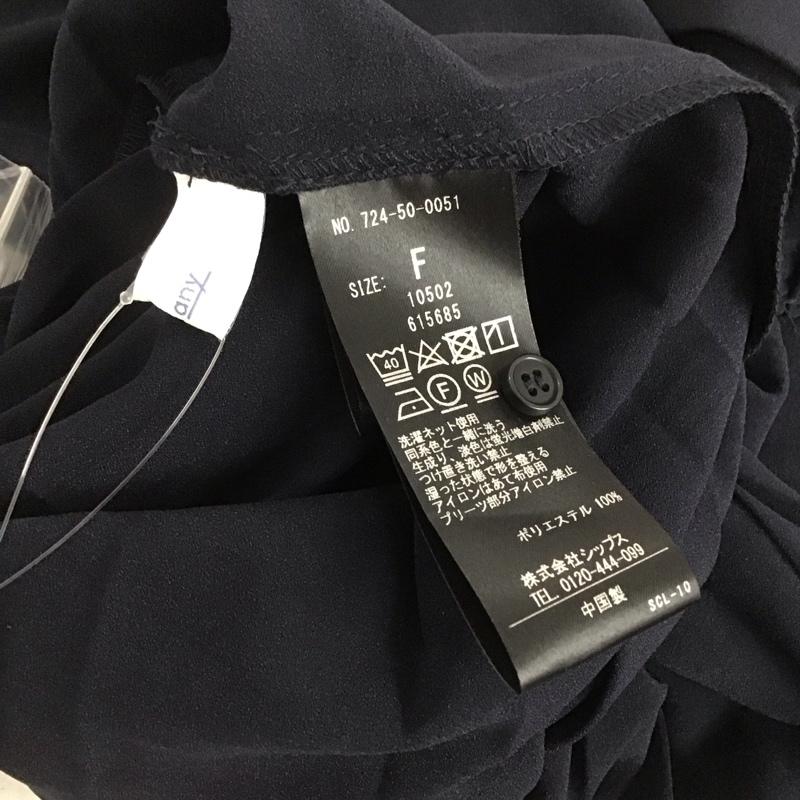 any
NO. 724-50-0051
SIZE: F
10502
615685
40
F W
洗濯ネット使用
同系色と一緒に洗う
生成り、淡色は蛍光増白剤禁止
つけ置き洗い禁止
湿った状態で形を整える
アイロンはあて布使用
プリーツ部分アイロン禁止
ポリエステル 100%
株式会社シップス
TEL. 0120-444-099
中国製
SCL-10